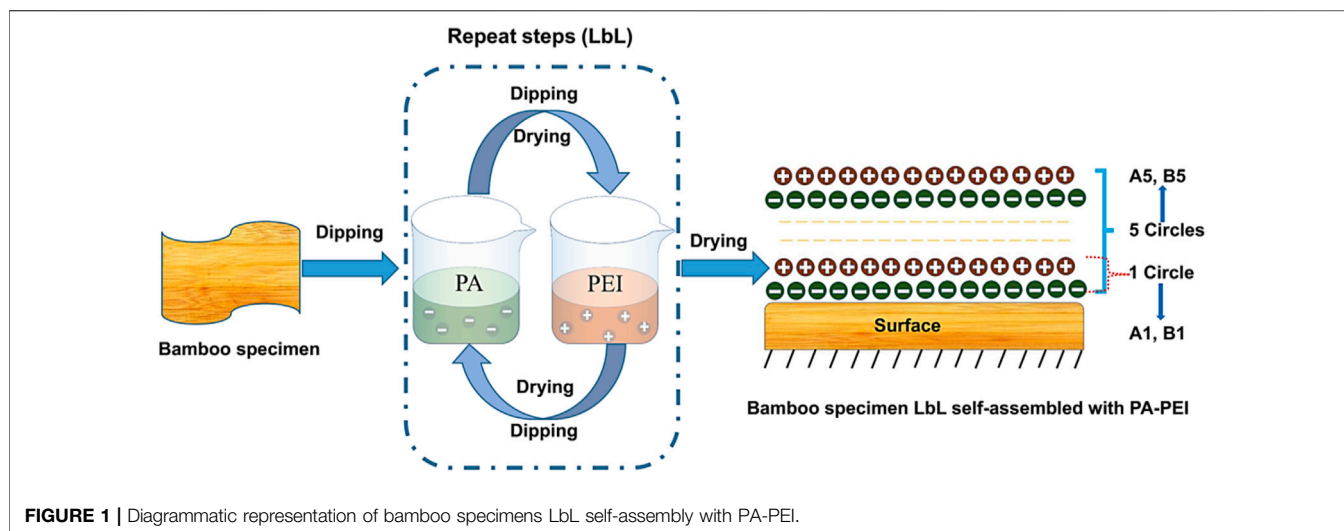 Repeat steps (LbL)
Dipping
Drying
Dipping
Bamboo specimen
PA
PEI
Drying
Dipping
Drying
A5, B5
5 Circles
1 Circle
A1, B1
Surface
Bamboo specimen LbL self-assembled with PA-PEI
FIGURE 1 | Diagrammatic representation of bamboo specimens LbL self-assembly with PA-PEI.